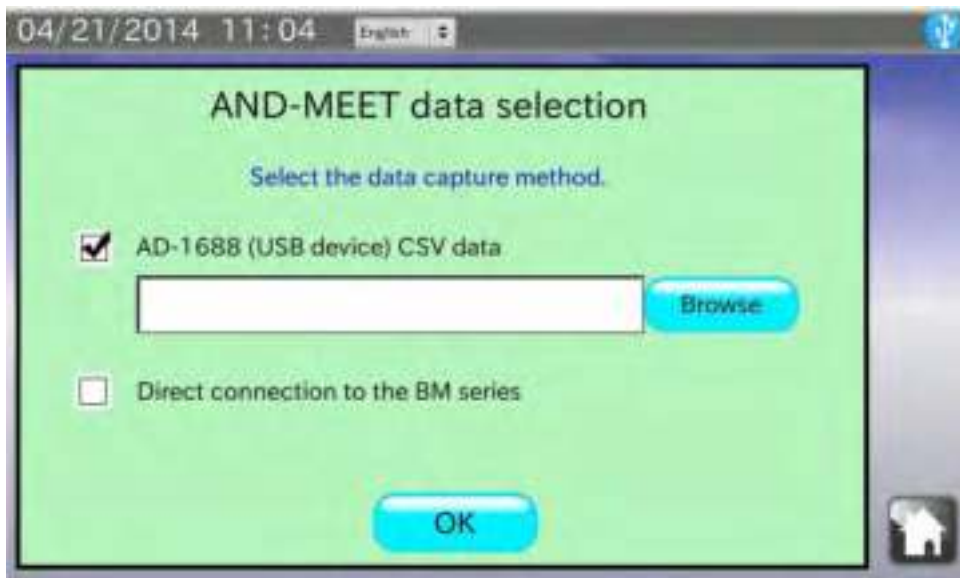 04/21/2014 11:04 English
AND-MEET data selection
Select the data capture method.
AD-1688 (USB device) CSV data
Browse
Direct connection to the BM series
OK